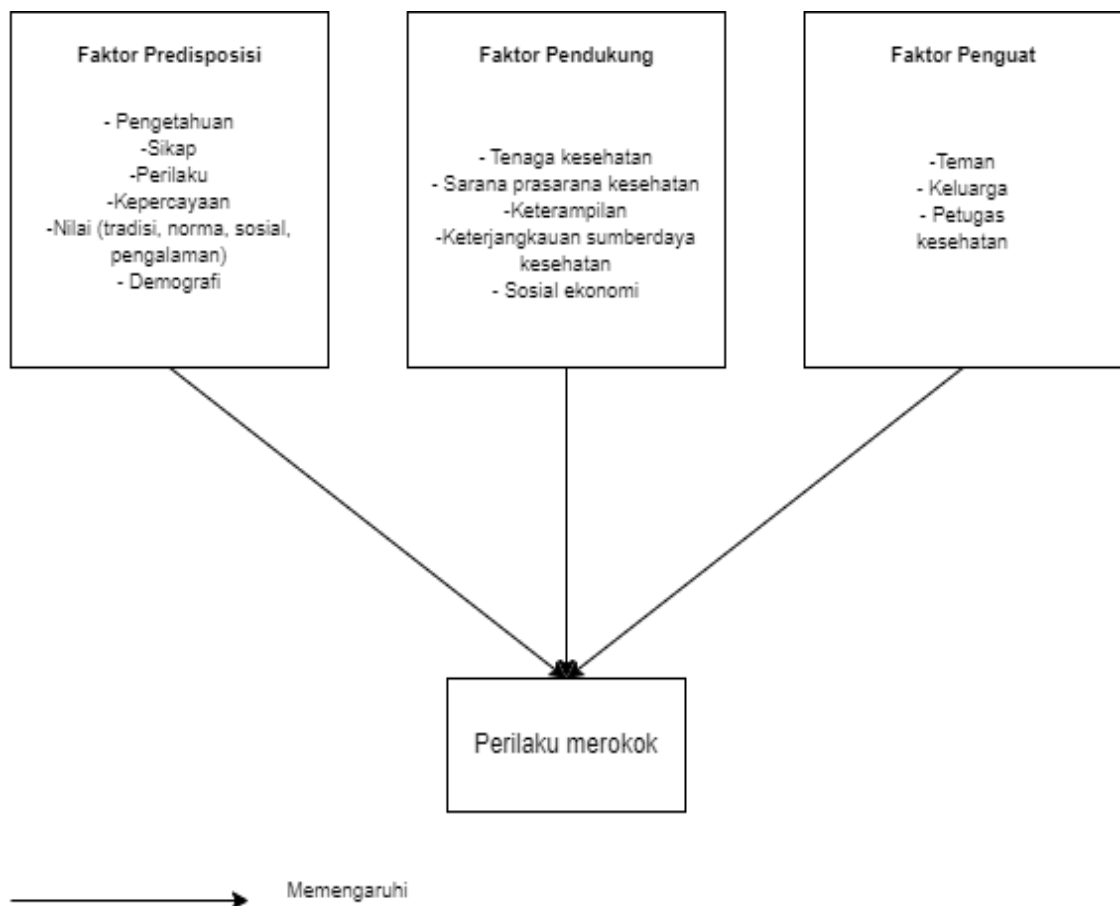 Faktor Predisposisi
- Pengetahuan
-Sikap
-Perilaku
-Kepercayaan
-Nilai (tradisi, norma, sosial,
pengalaman)
- Demografi
Faktor Pendukung
- Tenaga kesehatan
- Sarana prasarana kesehatan
-Keterampilan
-Keterjangkauan sumberdaya
kesehatan
- Sosial ekonomi
Faktor Penguat
-Teman
- Keluarga
- Petugas
kesehatan
Perilaku merokok
Memengaruhi